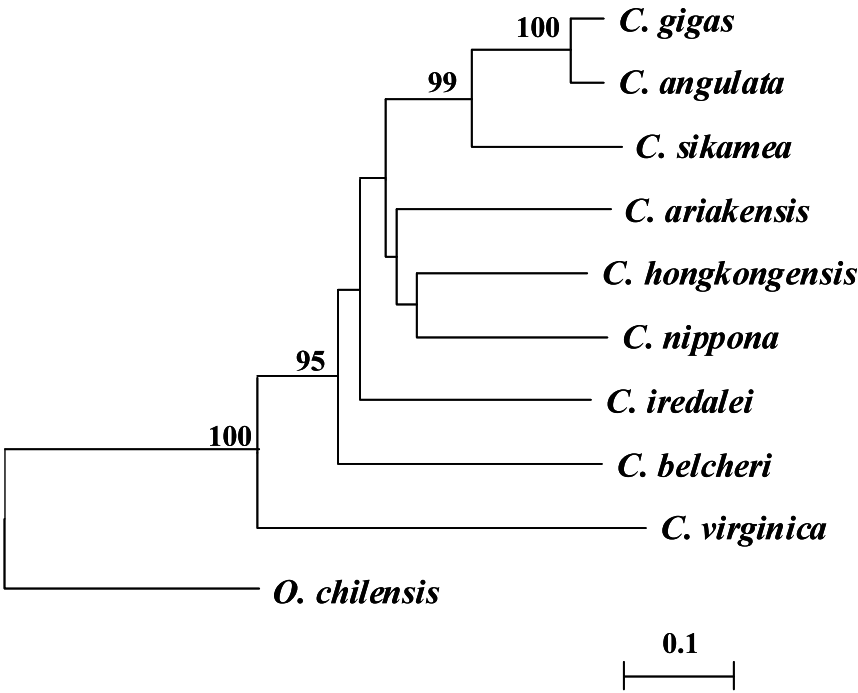 100
C. gigas
99
C. angulata
C. sikamea
C. ariakensis
C. hongkongensis
C. nippona
95
C. iredalei
100
C. belcheri
C. virginica
O. chilensis
0.1